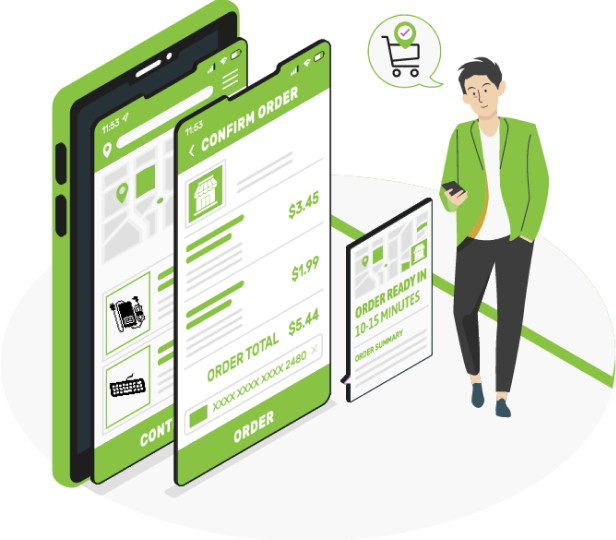 11:53
CONT
11:53
CONFIRM ORDER
$3.45
$1.99
ORDER TOTAL $5.44
XXXX XXXX XXXX 2480 X
ORDER
ORDER READY IN
10-15 MINUTES
ORDER SUMMARY